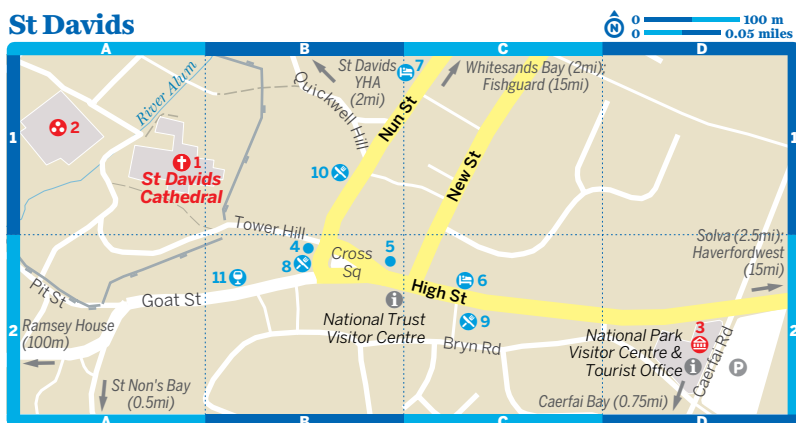 St Davids
N
0 100 m
0 0.05 miles
A B C D
1
1
2
2
A B C D
River Alum
2
1
St Davids
Cathedral
St Davids
YHA
(2mi)
7
Whitesands Bay (2mi);
Fishguard (15mi)
Quickwell Hill
Nun St
New St
10
Tower Hill
4
5
8
Cross
Sq
11
Pit St
Goat St
High St
6
9
i
National Trust
Visitor Centre
Bryn Rd
Solva (2.5mi);
Haverfordwest
(15mi)
Ramsey House
(100m)
St Non's Bay
(0.5mi)
3
National Park
Visitor Centre &
Tourist Office
i
P
Caerfai Rd
Caerfai Bay (0.75mi)